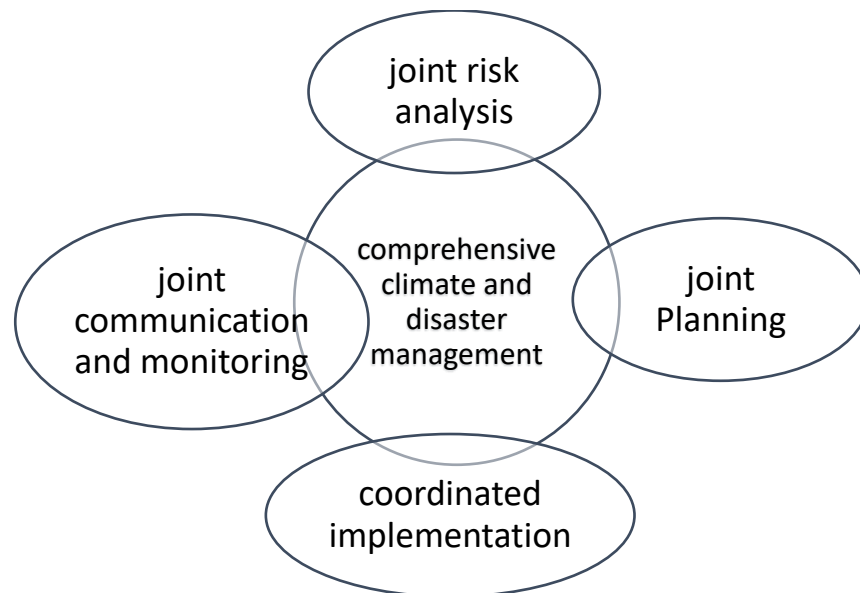 joint risk
analysis
comprehensive
climate and
disaster
management
joint
Planning
coordinated
implementation
joint
communication
and monitoring